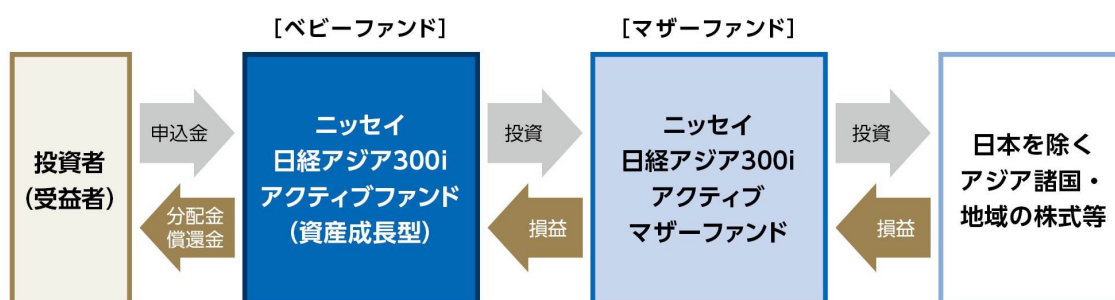 [ベビーファンド]
[マザーファンド]
投資者
(受益者)
申込金
分配金
償還金
ニッセイ
日経アジア300i
アクティブファンド
(資産成長型)
投資
損益
ニッセイ
日経アジア300i
アクティブ
マザーファンド
投資
損益
日本を除く
アジア諸国・
地域の株式等